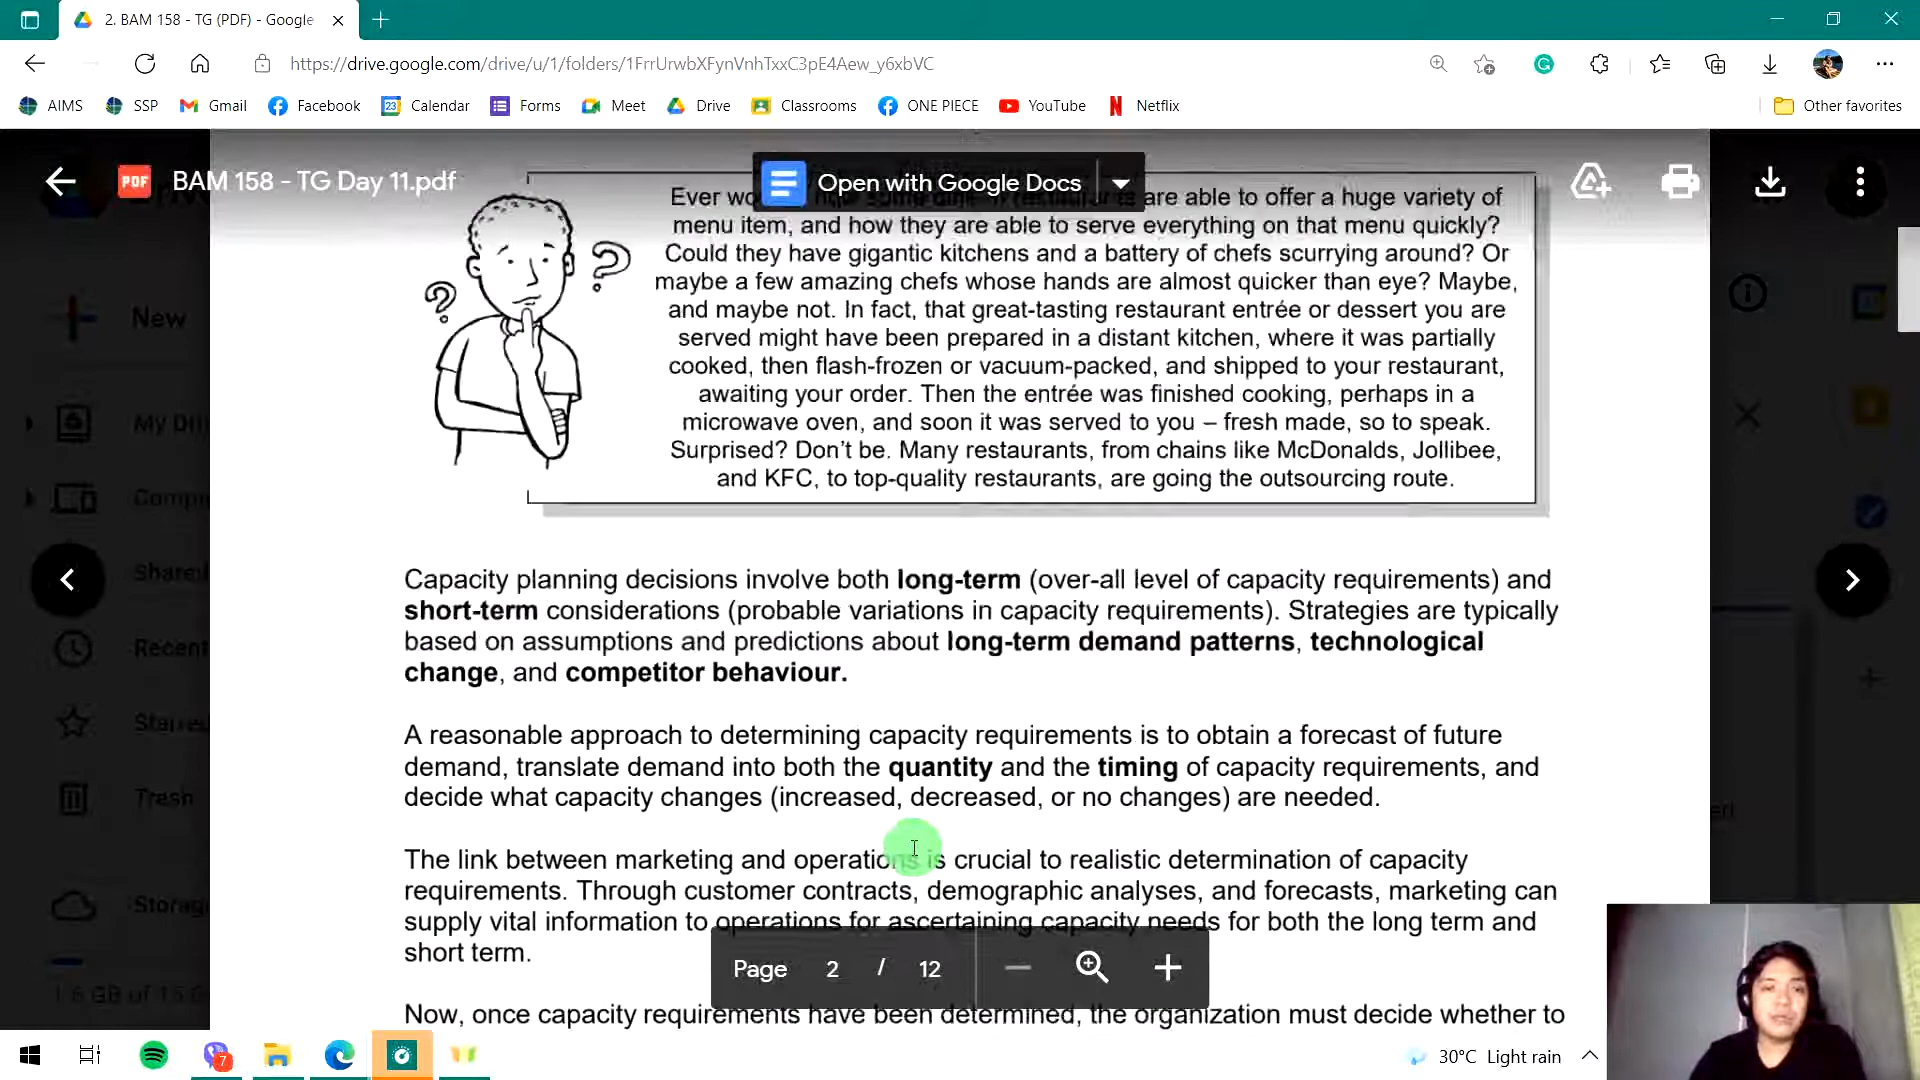 2. BAM 158 - TG (PDF) - Google
https://drive.google.com/drive/u/1/folders/1FrrUrwbXFynVnhTxxC3pE4Aew_y6xbVC
AIMS SSP Gmail Facebook Calendar Forms Meet Drive Classrooms ONE PIECE YouTube Netflix Other favorites
PDF BAM 158 - TG Day 11.pdf
Open with Google Docs
Ever are able to offer a huge variety of
menu item, and how they are able to serve everything on that menu quickly?
Could they have gigantic kitchens and a battery of chefs scurrying around? Or
maybe a few amazing chefs whose hands are almost quicker than eye? Maybe,
and maybe not. In fact, that great-tasting restaurant entrée or dessert you are
served might have been prepared in a distant kitchen, where it was partially
cooked, then flash-frozen or vacuum-packed, and shipped to your restaurant,
awaiting your order. Then the entrée was finished cooking, perhaps in a
microwave oven, and soon it was served to you – fresh made, so to speak.
Surprised? Don't be. Many restaurants, from chains like McDonalds, Jollibee,
and KFC, to top-quality restaurants, are going the outsourcing route.
? ?
New
My Dri
Compu
Shared
Recent
Starred
Trash
Storag
Capacity planning decisions involve both long-term (over-all level of capacity requirements) and
short-term considerations (probable variations in capacity requirements). Strategies are typically
based on assumptions and predictions about long-term demand patterns, technological
change, and competitor behaviour.
A reasonable approach to determining capacity requirements is to obtain a forecast of future
demand, translate demand into both the quantity and the timing of capacity requirements, and
decide what capacity changes (increased, decreased, or no changes) are needed.
The link between marketing and operations is crucial to realistic determination of capacity
requirements. Through customer contracts, demographic analyses, and forecasts, marketing can
supply vital information to operations for ascertaining capacity needs for both the long term and
short term.
Page 2 / 12
Now, once capacity requirements have been determined, the organization must decide whether to
7
30°C Light rain